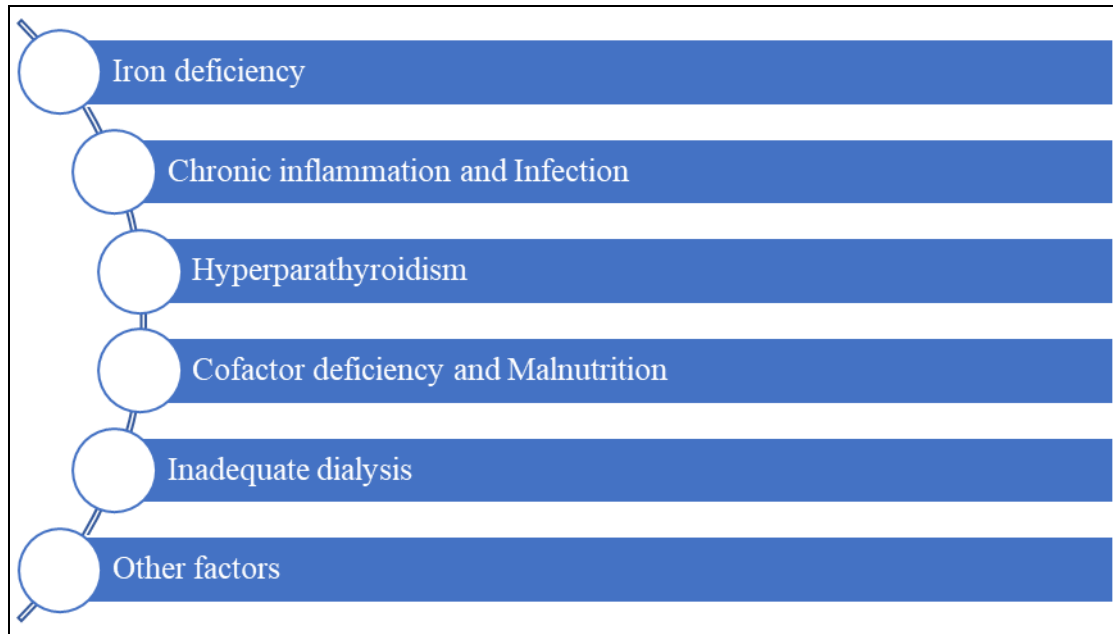 Iron deficiency
Chronic inflammation and Infection
Hyperparathyroidism
Cofactor deficiency and Malnutrition
Inadequate dialysis
Other factors